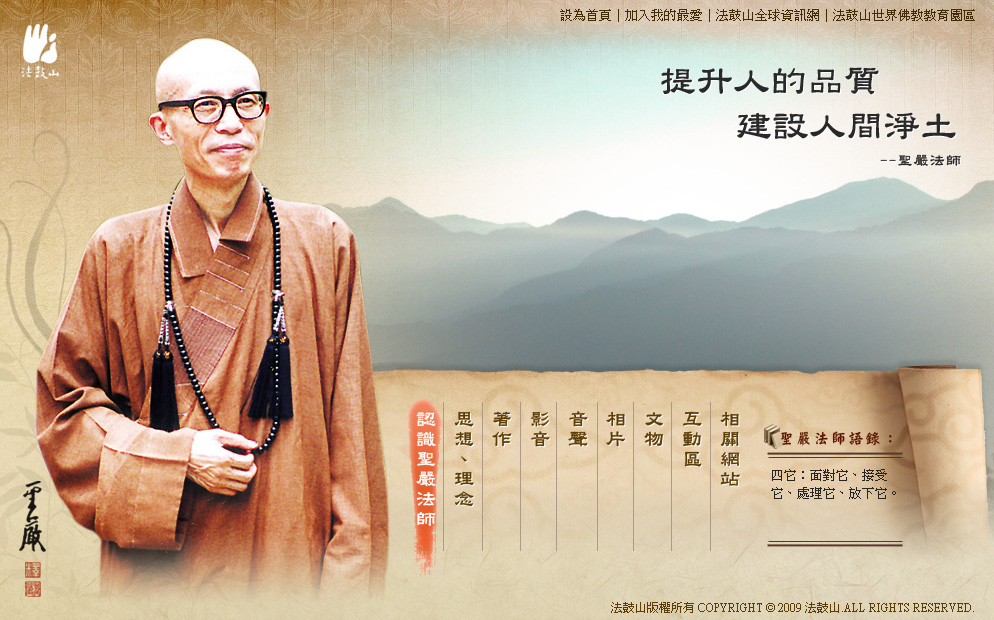 設為首頁 | 加入我的最愛 | 法鼓山全球資訊網 | 法鼓山世界佛教教育園區
法鼓山
提升人的品質
建設人間淨土
--聖嚴法師
認識聖嚴法師
思想、理念
著作
影音
音聲
相片
文物
互動區
相關網站
聖嚴法師語錄：
四它：面對它、接受
它、處理它、放下它。
聖嚴
法鼓山版權所有 COPYRIGHT © 2009 法鼓山.ALL RIGHTS RESERVED.